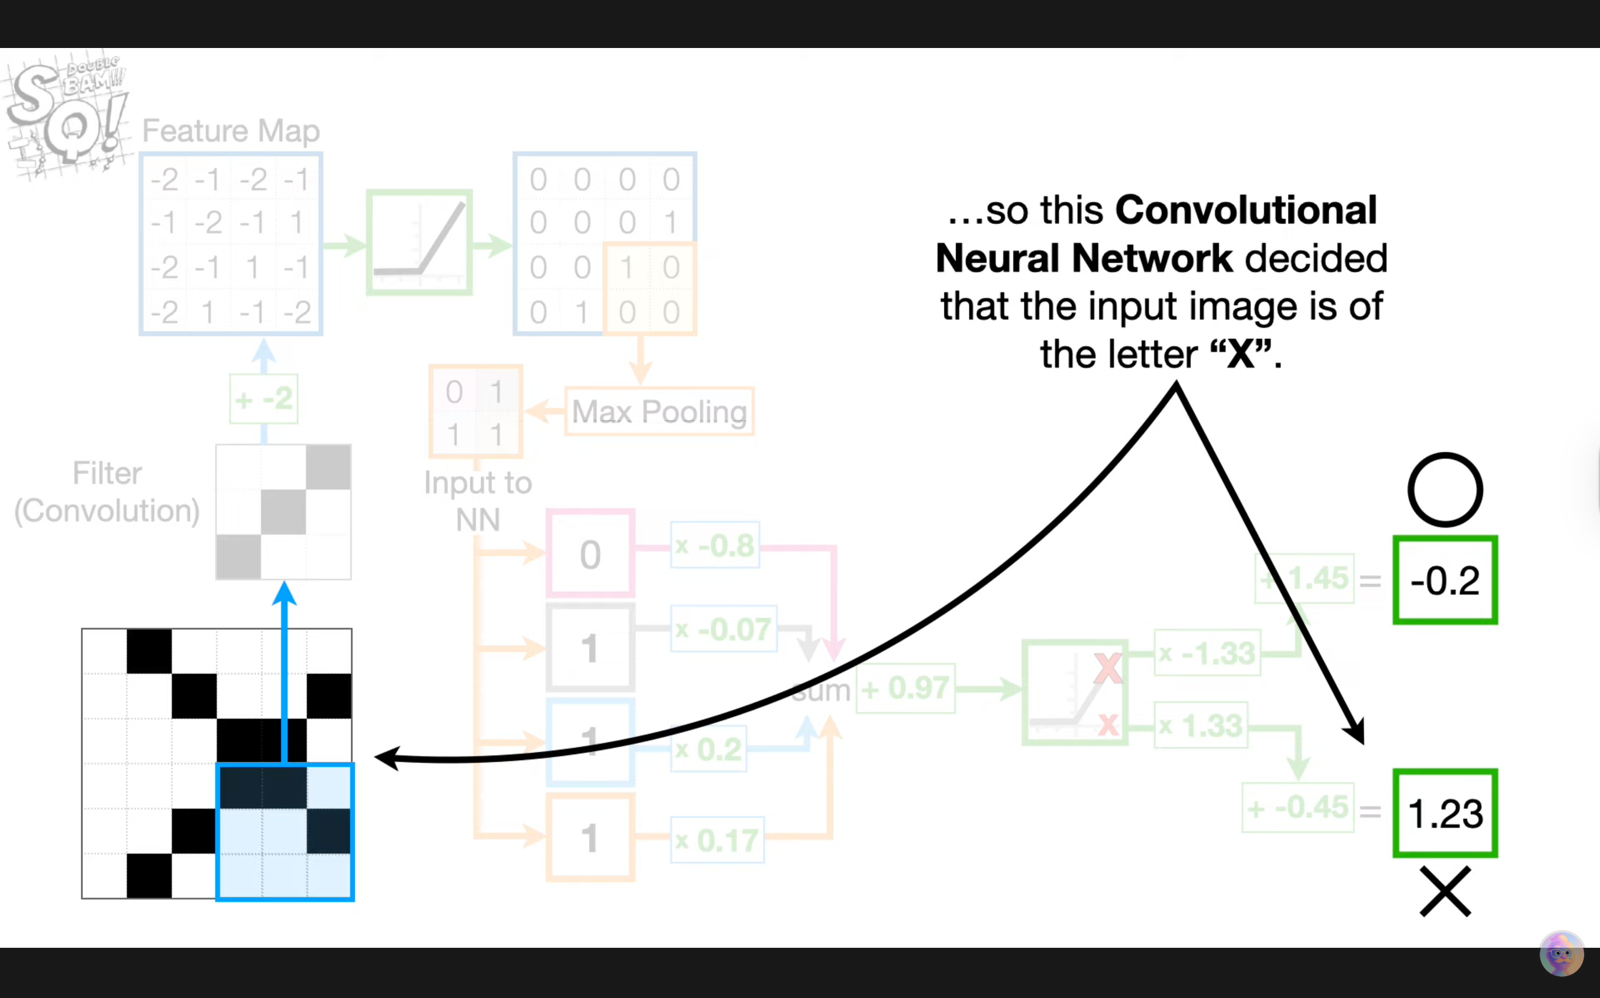 DOUBLE
BAM!!!
SQ!
Feature Map
-2 -1 -2 -1
-1 -2 -1 1
-2 -1 1 -1
-2 1 -1 -2
0 0 0 0
0 0 0 1
0 0 1 0
0 1 0 0
...so this Convolutional
Neural Network decided
that the input image is of
the letter “X”.
+ -2
0 1
1 1
Max Pooling
Filter
(Convolution)
Input to
NN
0
x -0.8
1
x -0.07
1
x 0.2
1
x 0.17
sum
+ 0.97
X
x
x -1.33
x 1.33
+ 1.45 =
-0.2
+ -0.45 =
1.23